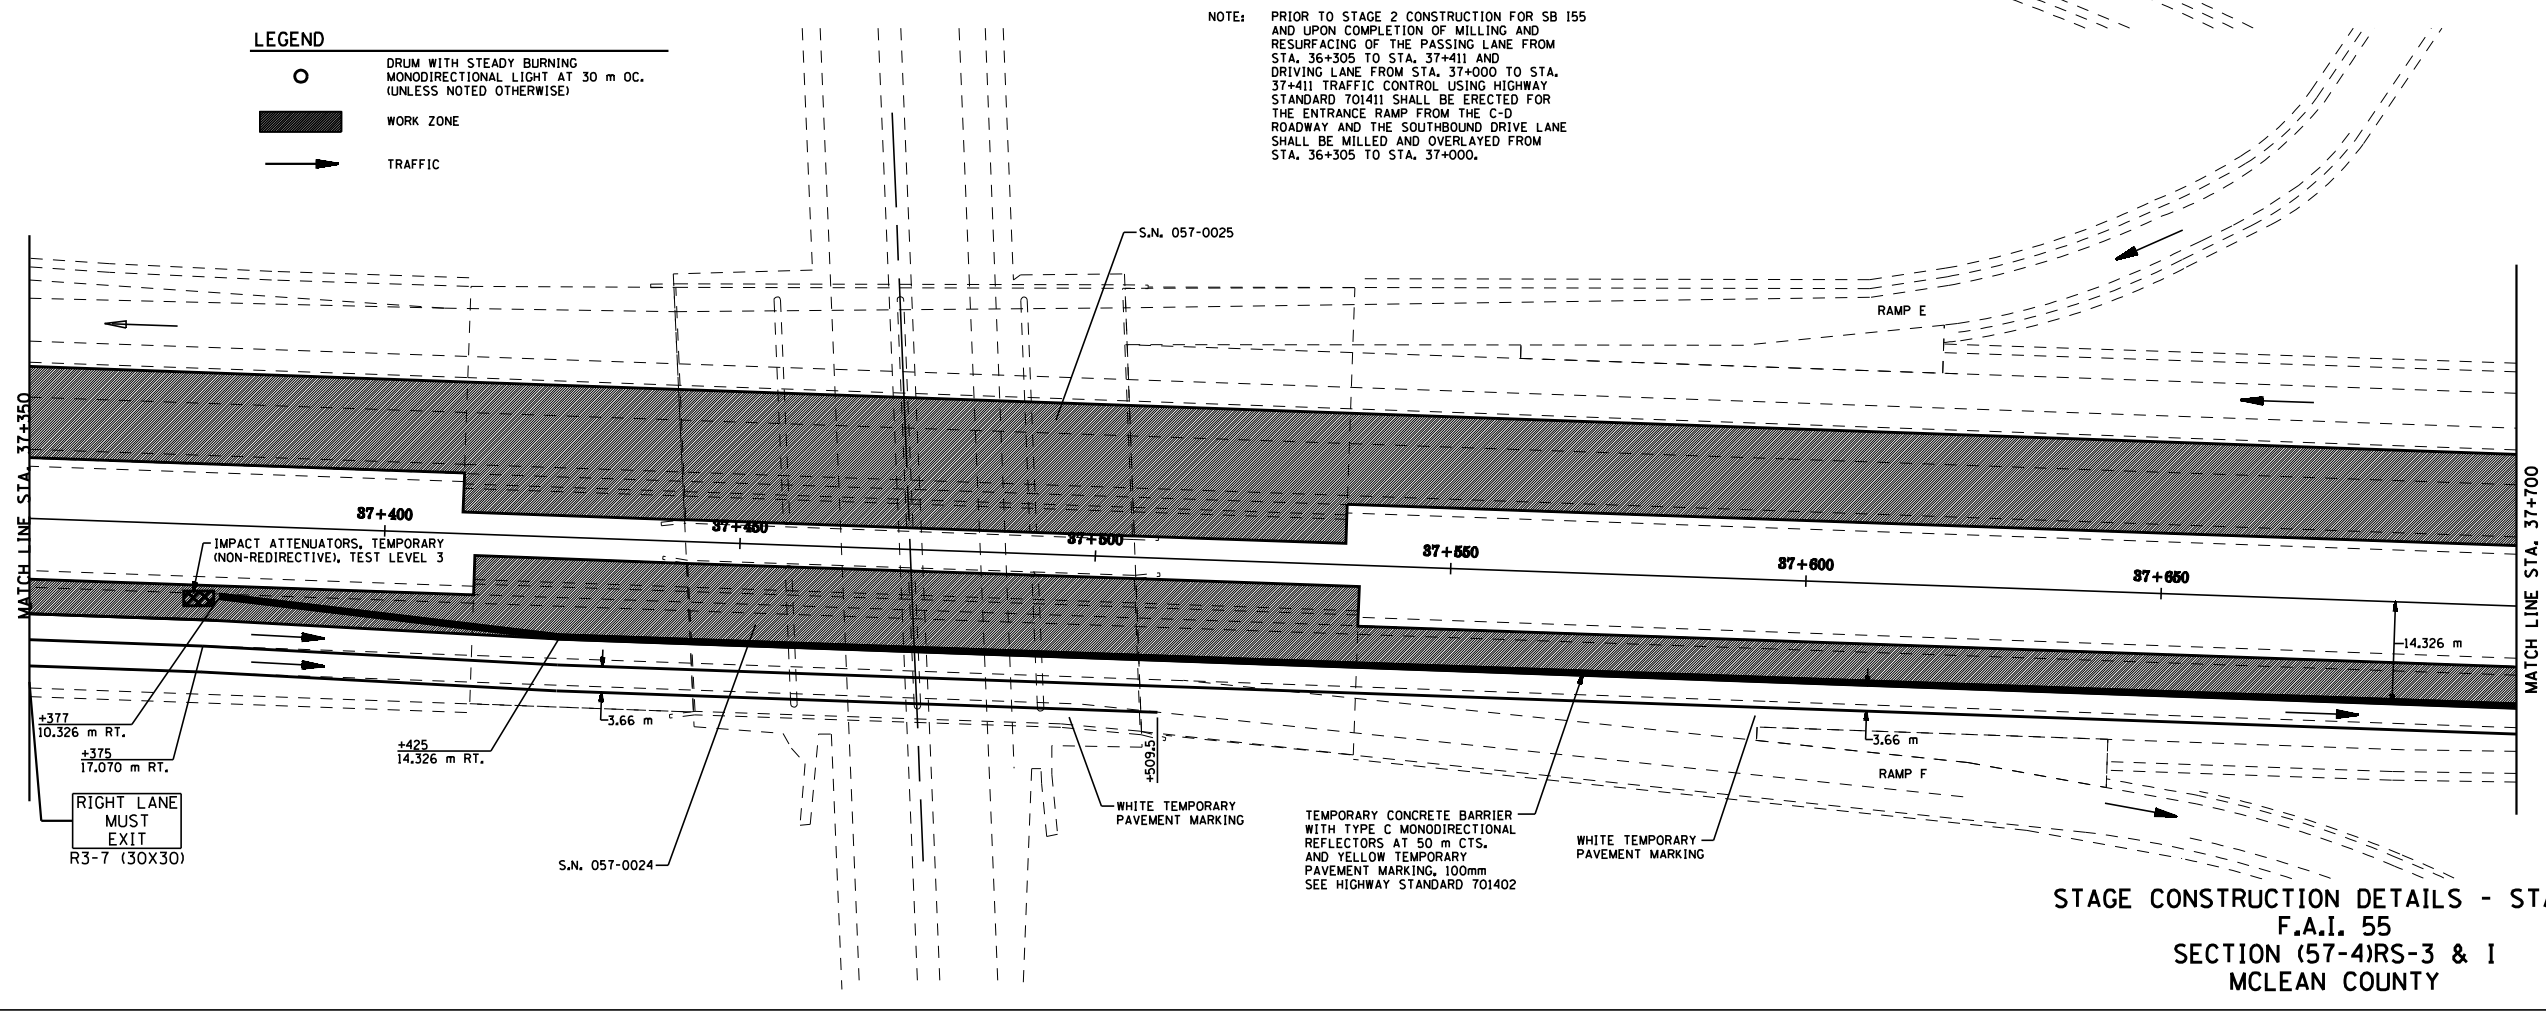 LEGEND
DRUM WITH STEADY BURNING
MONODIRECTIONAL LIGHT AT 30 m OC.
(UNLESS NOTED OTHERWISE)
WORK ZONE
TRAFFIC
NOTE: PRIOR TO STAGE 2 CONSTRUCTION FOR SB I55
AND UPON COMPLETION OF MILLING AND
RESURFACING OF THE PASSING LANE FROM
STA. 36+305 TO STA. 37+411 AND
DRIVING LANE FROM STA. 37+000 TO STA.
37+411 TRAFFIC CONTROL USING HIGHWAY
STANDARD 701411 SHALL BE ERECTED FOR
THE ENTRANCE RAMP FROM THE C-D
ROADWAY AND THE SOUTHBOUND DRIVE LANE
SHALL BE MILLED AND OVERLAYED FROM
STA. 36+305 TO STA. 37+000.
S.N. 057-0025
RAMP E
MATCH LINE STA. 37+350
37+400
37+450
37+500
37+550
37+600
37+650
MATCH LINE STA. 37+700
IMPACT ATTENUATORS, TEMPORARY
(NON-REDIRECTIVE), TEST LEVEL 3
14.326 m
+377
10.326 m RT.
+375
17.070 m RT.
+425
14.326 m RT.
3.66 m
+509.5
3.66 m
RAMP F
RIGHT LANE
MUST
EXIT
R3-7 (30X30)
S.N. 057-0024
WHITE TEMPORARY
PAVEMENT MARKING
TEMPORARY CONCRETE BARRIER
WITH TYPE C MONODIRECTIONAL
REFLECTORS AT 50 m CTS.
AND YELLOW TEMPORARY
PAVEMENT MARKING, 100mm
SEE HIGHWAY STANDARD 701402
WHITE TEMPORARY
PAVEMENT MARKING
STAGE CONSTRUCTION DETAILS - STA
F.A.I. 55
SECTION (57-4)RS-3 & I
MCLEAN COUNTY